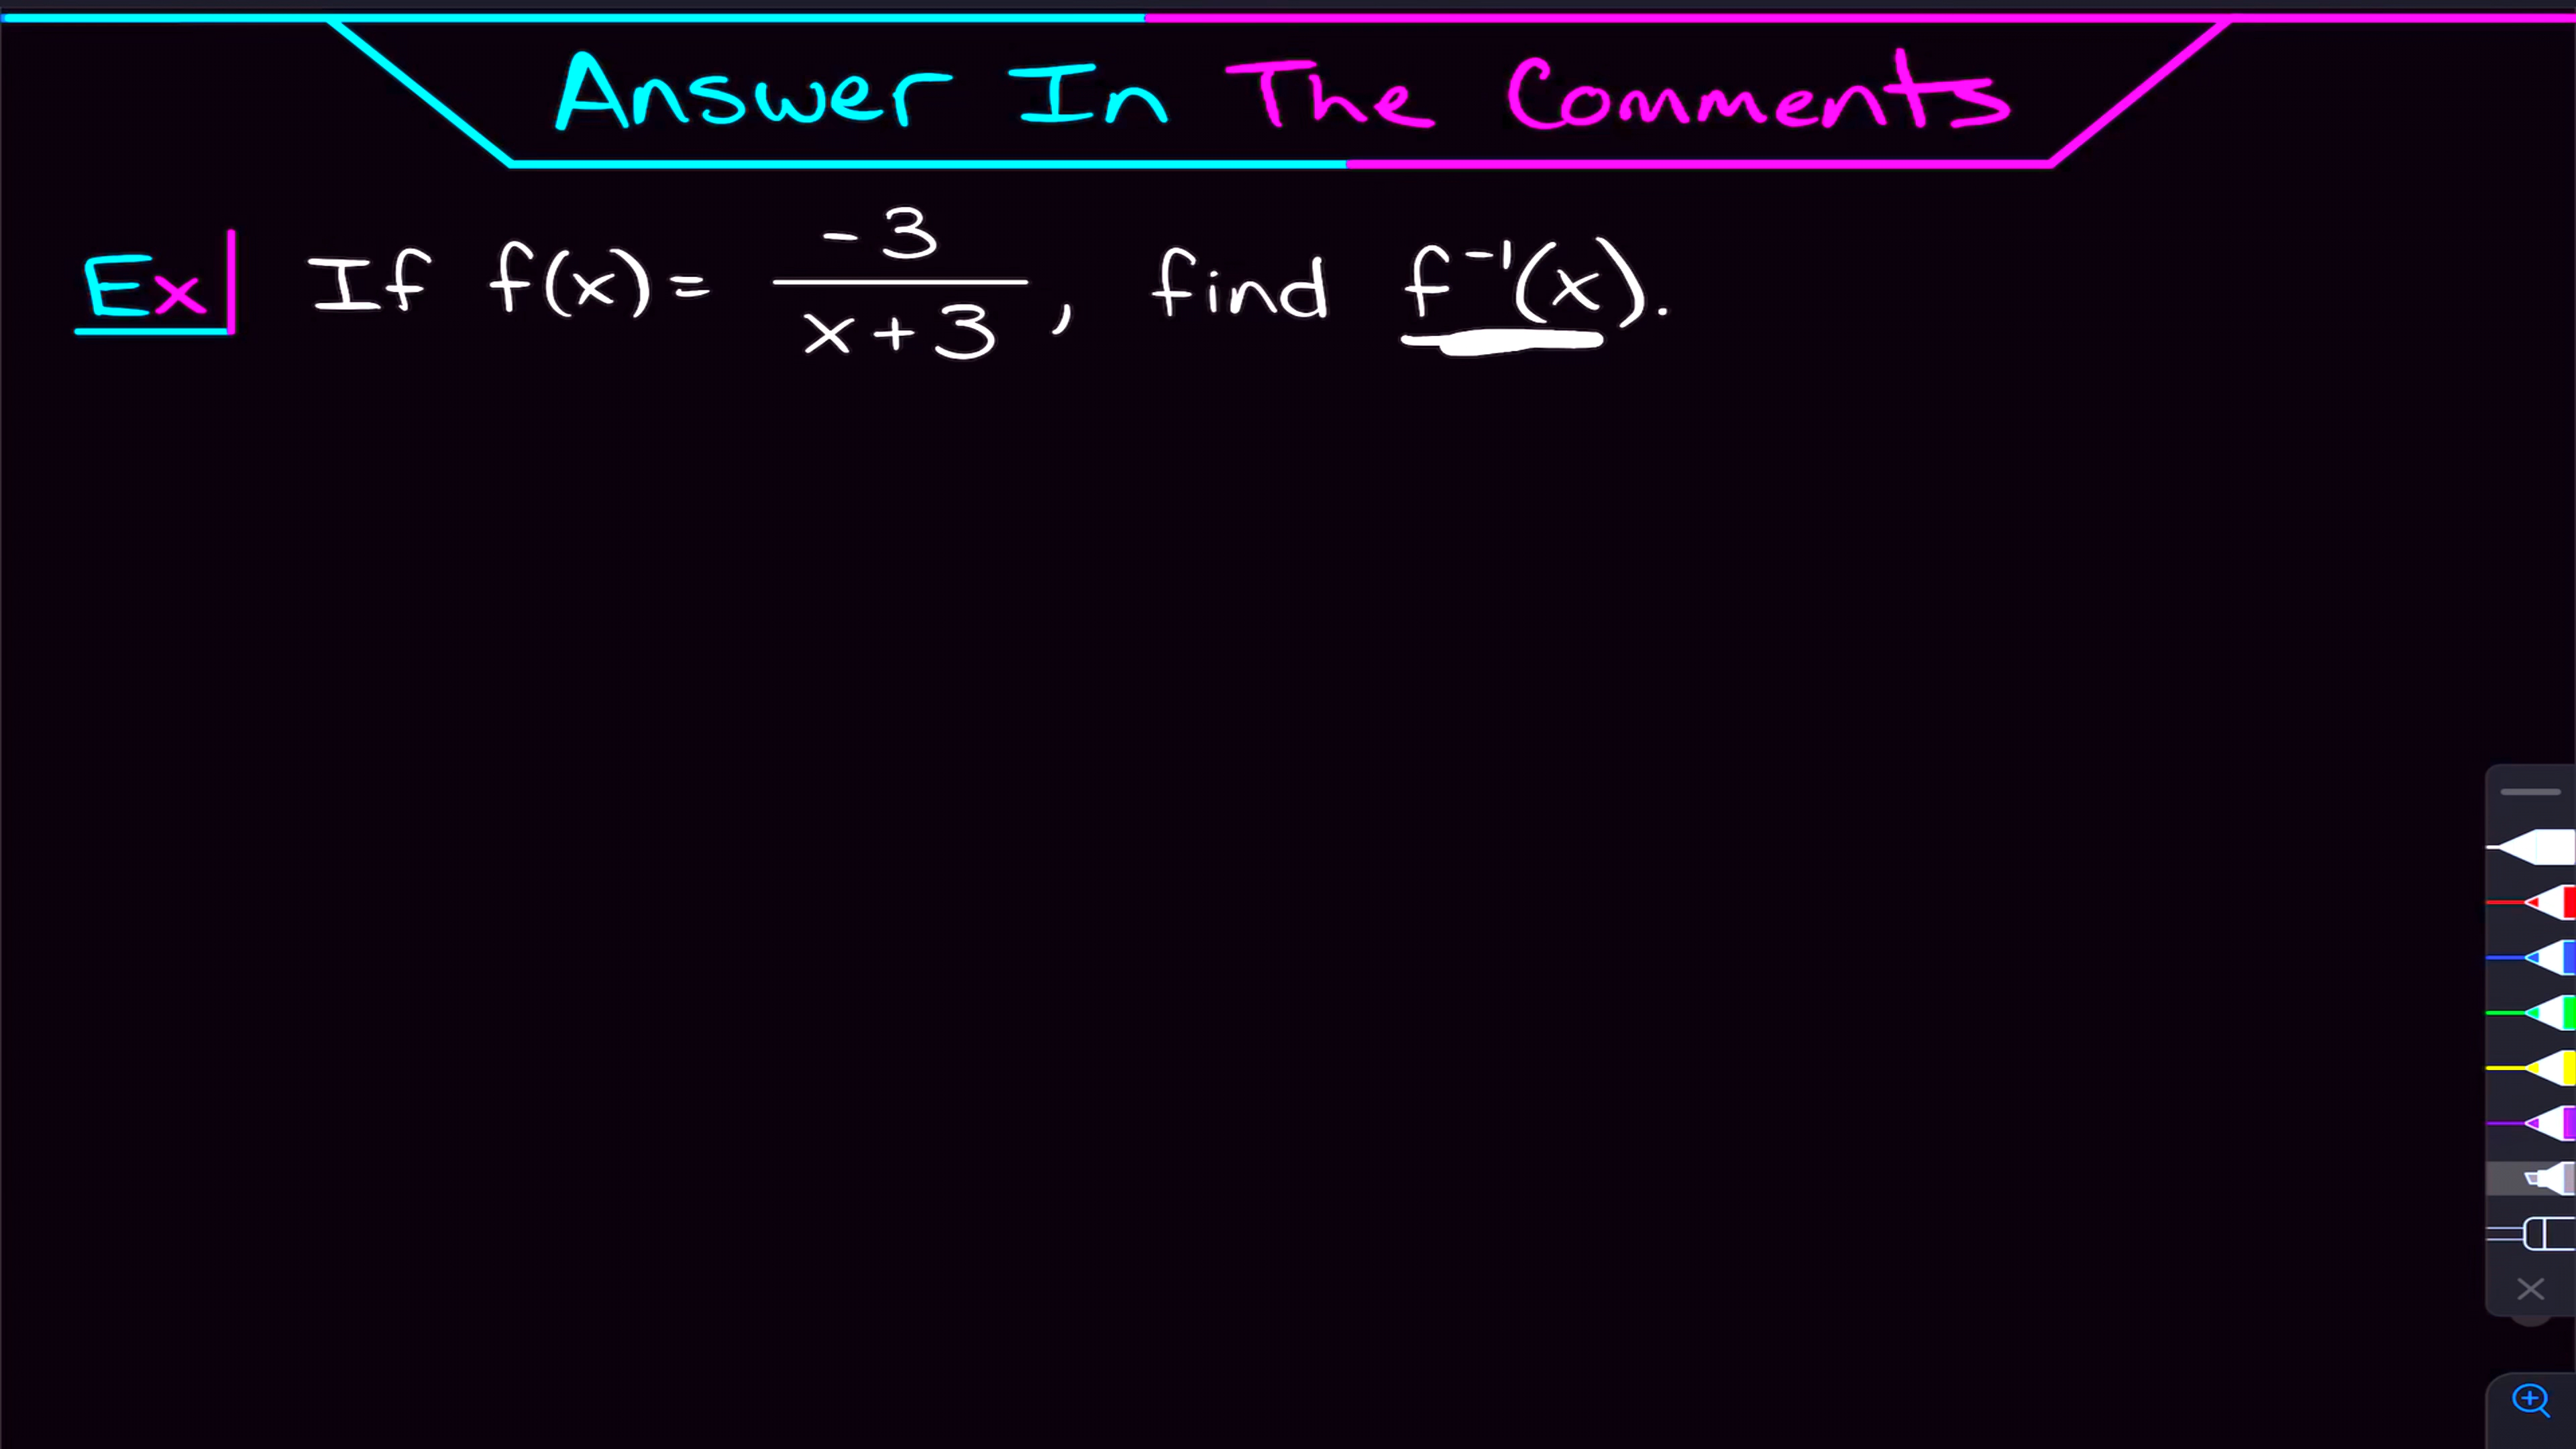 Answer In The Comments
Ex If f(x) = -3/(x+3), find f⁻¹(x).